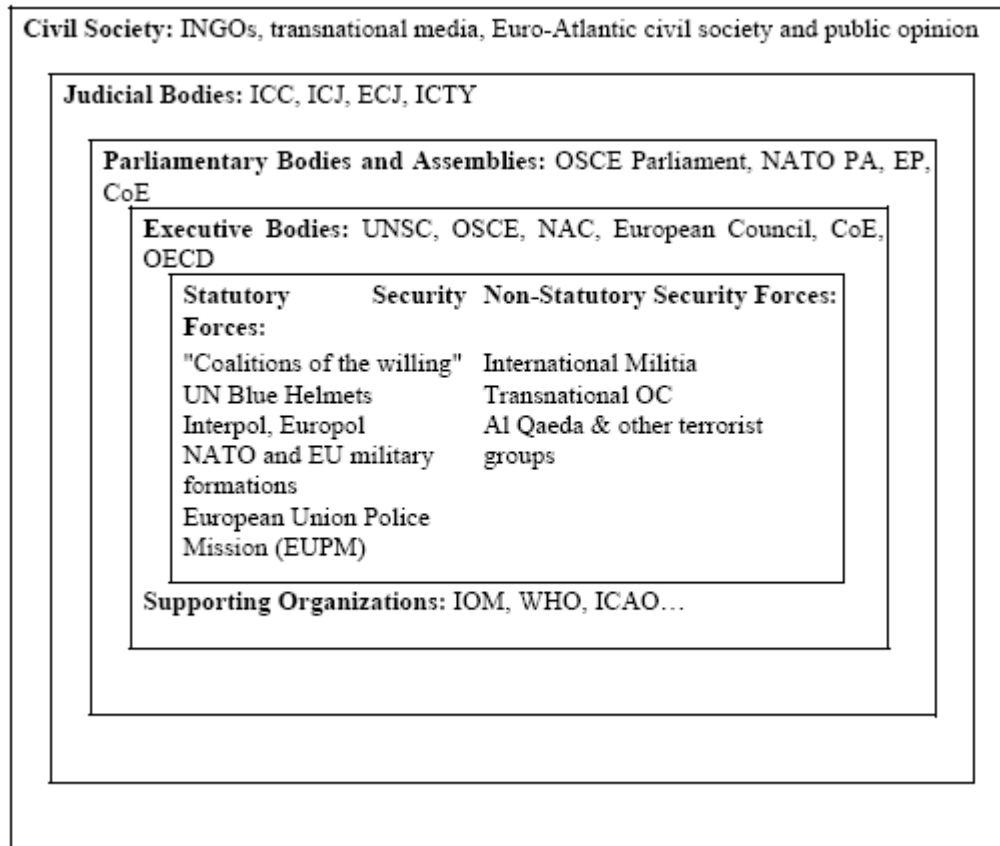 Civil Society: INGOs, transnational media, Euro-Atlantic civil society and public opinion
Judicial Bodies: ICC, ICJ, ECJ, ICTY
Parliamentary Bodies and Assemblies: OSCE Parliament, NATO PA, EP,
CoE
Executive Bodies: UNSC, OSCE, NAC, European Council, CoE,
OECD
Statutory Security
Forces:
"Coalitions of the willing"
UN Blue Helmets
Interpol, Europol
NATO and EU military
formations
European Union Police
Mission (EUPM)
Non-Statutory Security Forces:
International Militia
Transnational OC
Al Qaeda & other terrorist
groups
Supporting Organizations: IOM, WHO, ICAO…